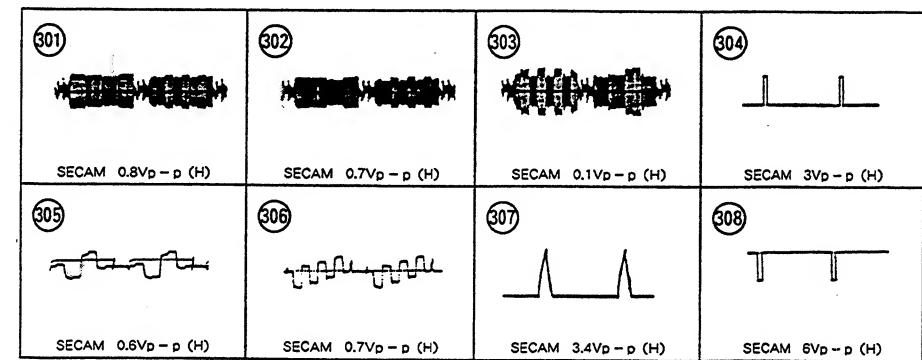 301
302
303
304
SECAM 0.8Vp-p (H)
SECAM 0.7Vp-p (H)
SECAM 0.1Vp-p (H)
SECAM 3Vp-p (H)
305
306
307
308
SECAM 0.6Vp-p (H)
SECAM 0.7Vp-p (H)
SECAM 3.4Vp-p (H)
SECAM 6Vp-p (H)